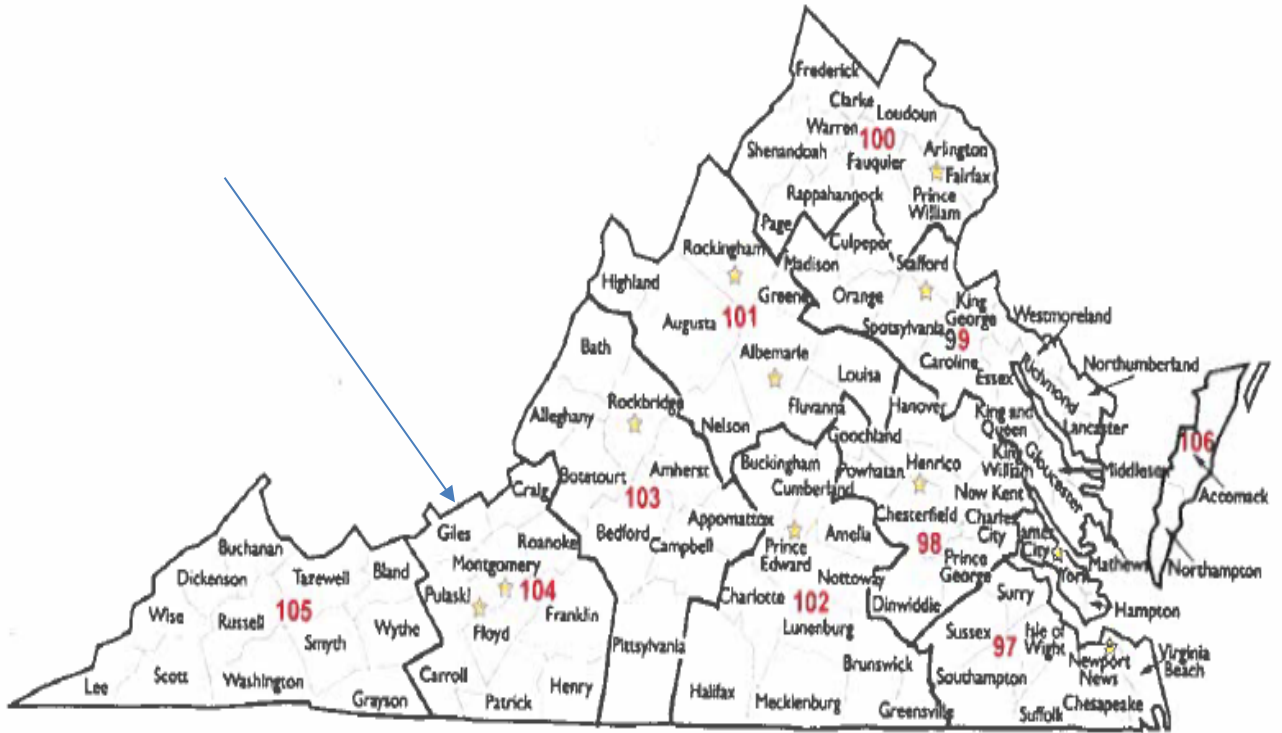 Frederick
Clarke
Loudoun
Warren
100
Shenandoah
Arlington
Fauquier
Fairfax
Rappahannock
Prince
William
Page
Culpeper
Rockingham
Madison
Stafford
Highland
Greene
Orange
King
George
Westmoreland
Augusta
101
Spotsylvania
99
Bath
Albemarle
Caroline
Northumberland
Louisa
Essex
Richmond
Rockbridge
Alleghany
Fluvanna
Hanover
King and
Queen
Lancaster
Nelson
Goochland
106
King
William
Gloucester
Buckingham
Powhatan
Henrico
Middlesex
Botetourt
Amherst
Craig
Cumberland
New Kent
Accomack
103
Appomattox
Chesterfield
Charles
City
James
City
Giles
Bedford
Campbell
Amelia
Roanoke
98
Buchanan
Prince
Edward
Prince
George
York
Mathews
Northampton
Montgomery
Dickenson
Tazewell
Bland
Nottoway
104
Pulaski
Charlotte
102
Dinwiddie
Surry
Hampton
Wise
Russell
105
Franklin
Floyd
Wythe
Lunenburg
Sussex
Isle of
Wight
Smyth
Pittsylvania
97
Newport
News
Virginia
Beach
Scott
Washington
Carroll
Brunswick
Southampton
Lee
Henry
Halifax
Grayson
Patrick
Mecklenburg
Greensville
Suffolk
Chesapeake